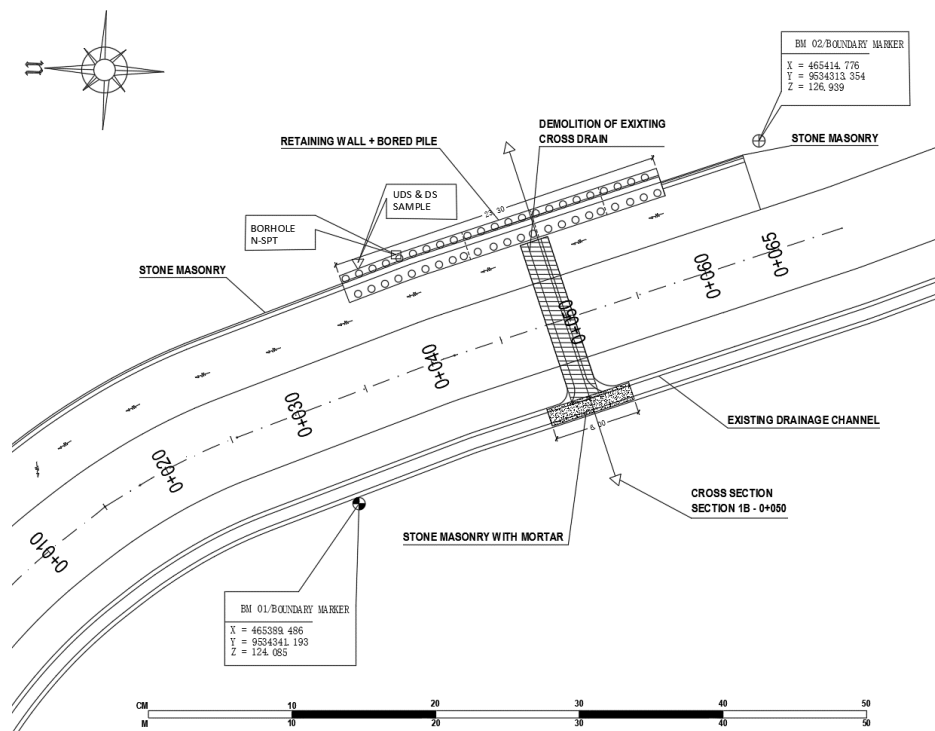 n
BM 02/BOUNDARY MARKER
X = 465414.776
Y = 9534313.354
Z = 126.939
DEMOLITION OF EXIXTING
CROSS DRAIN
STONE MASONRY
RETAINING WALL + BORED PILE
UDS & DS
SAMPLE
BOREHOLE
N-SPT
STONE MASONRY
0+065
0+060
0+050
0+040
0+030
0+020
0+010
6.00
EXISTING DRAINAGE CHANNEL
CROSS SECTION
SECTION 1B - 0+050
STONE MASONRY WITH MORTAR
BM 01/BOUNDARY MARKER
X = 465389.486
Y = 9534341.193
Z = 124.085
CM 10 20 30 40 50
M 10 20 30 40 50